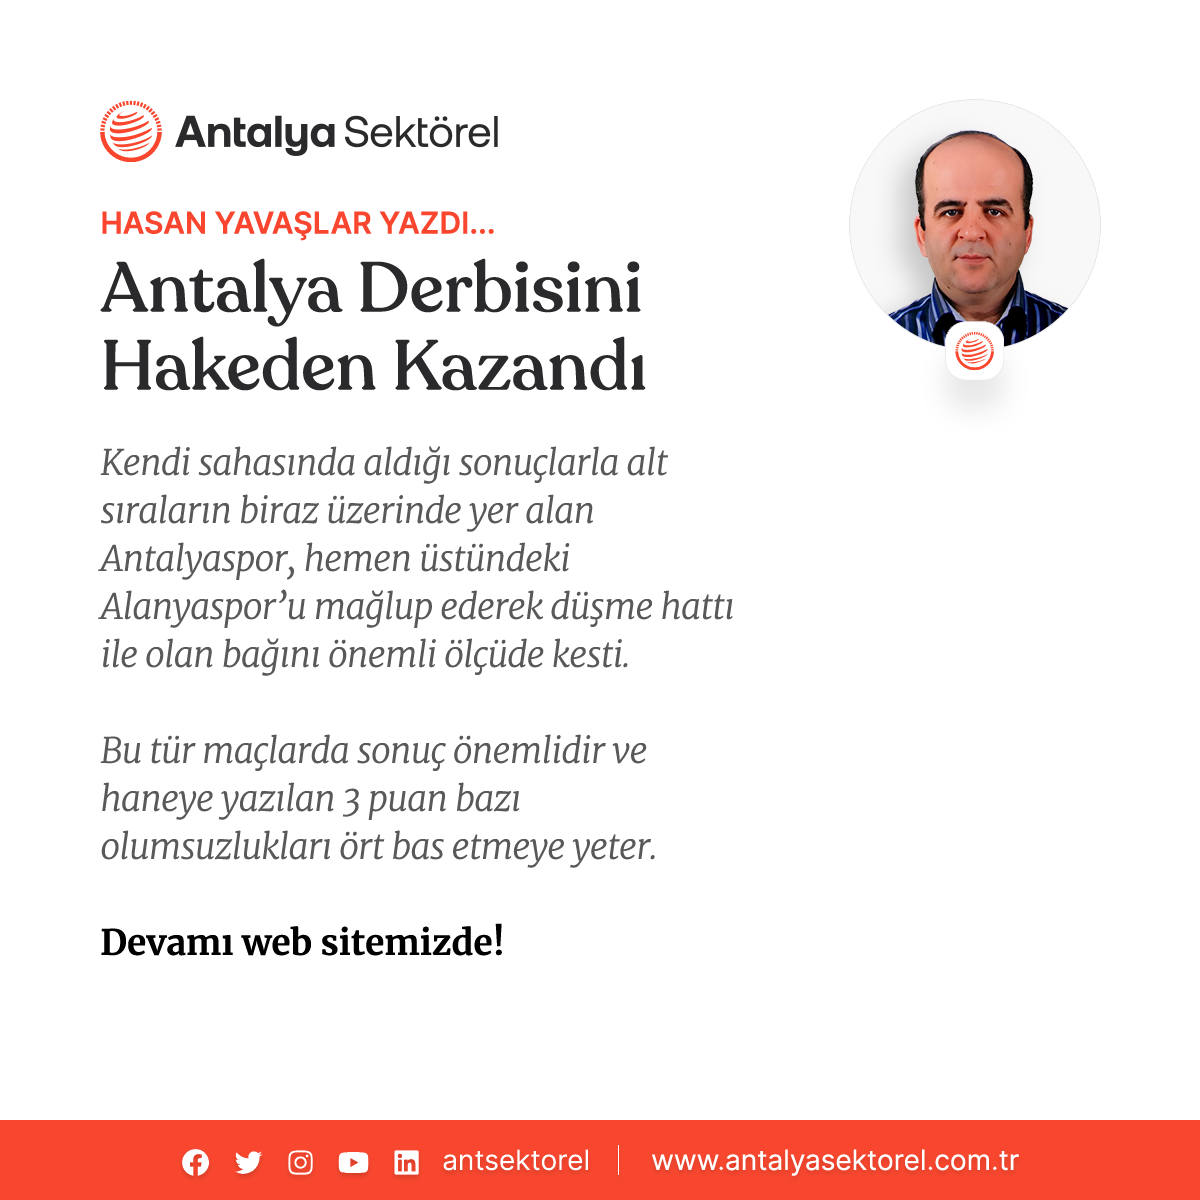 Antalya Sektörel
HASAN YAVAŞLAR YAZDI...
Antalya Derbisini
Hakeden Kazandı
Kendi sahasında aldığı sonuçlarla alt
sıraların biraz üzerinde yer alan
Antalyaspor, hemen üstündeki
Alanyaspor’u mağlup ederek düşme hattı
ile olan bağını önemli ölçüde kesti.
Bu tür maçlarda sonuç önemlidir ve
haneye yazılan 3 puan bazı
olumsuzlukları ört bas etmeye yeter.
Devamı web sitemizde!
antsektorel | www.antalyasektorel.com.tr